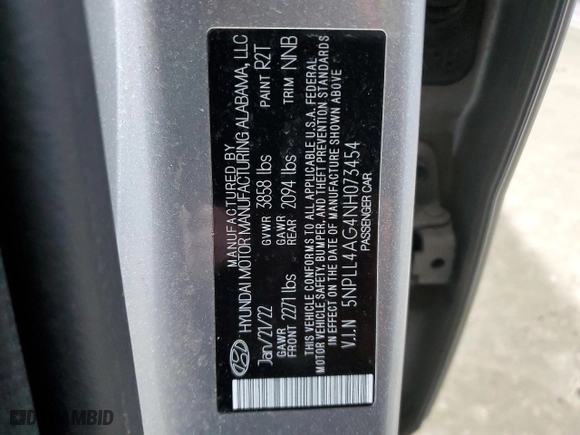 MANUFACTURED BY
HYUNDAI MOTOR MANUFACTURING ALABAMA, LLC
Jan/21/22 GVWR 3858 lbs PAINT R2T
GAWR FRONT 2271 lbs GAWR REAR 2094 lbs TRIM NNB
THIS VEHICLE CONFORMS TO ALL APPLICABLE U.S.A. FEDERAL
MOTOR VEHICLE SAFETY, BUMPER, AND THEFT PREVENTION STANDARDS
IN EFFECT ON THE DATE OF MANUFACTURE SHOWN ABOVE
V.I.N 5NPLL4AG4NH073454
PASSENGER CAR